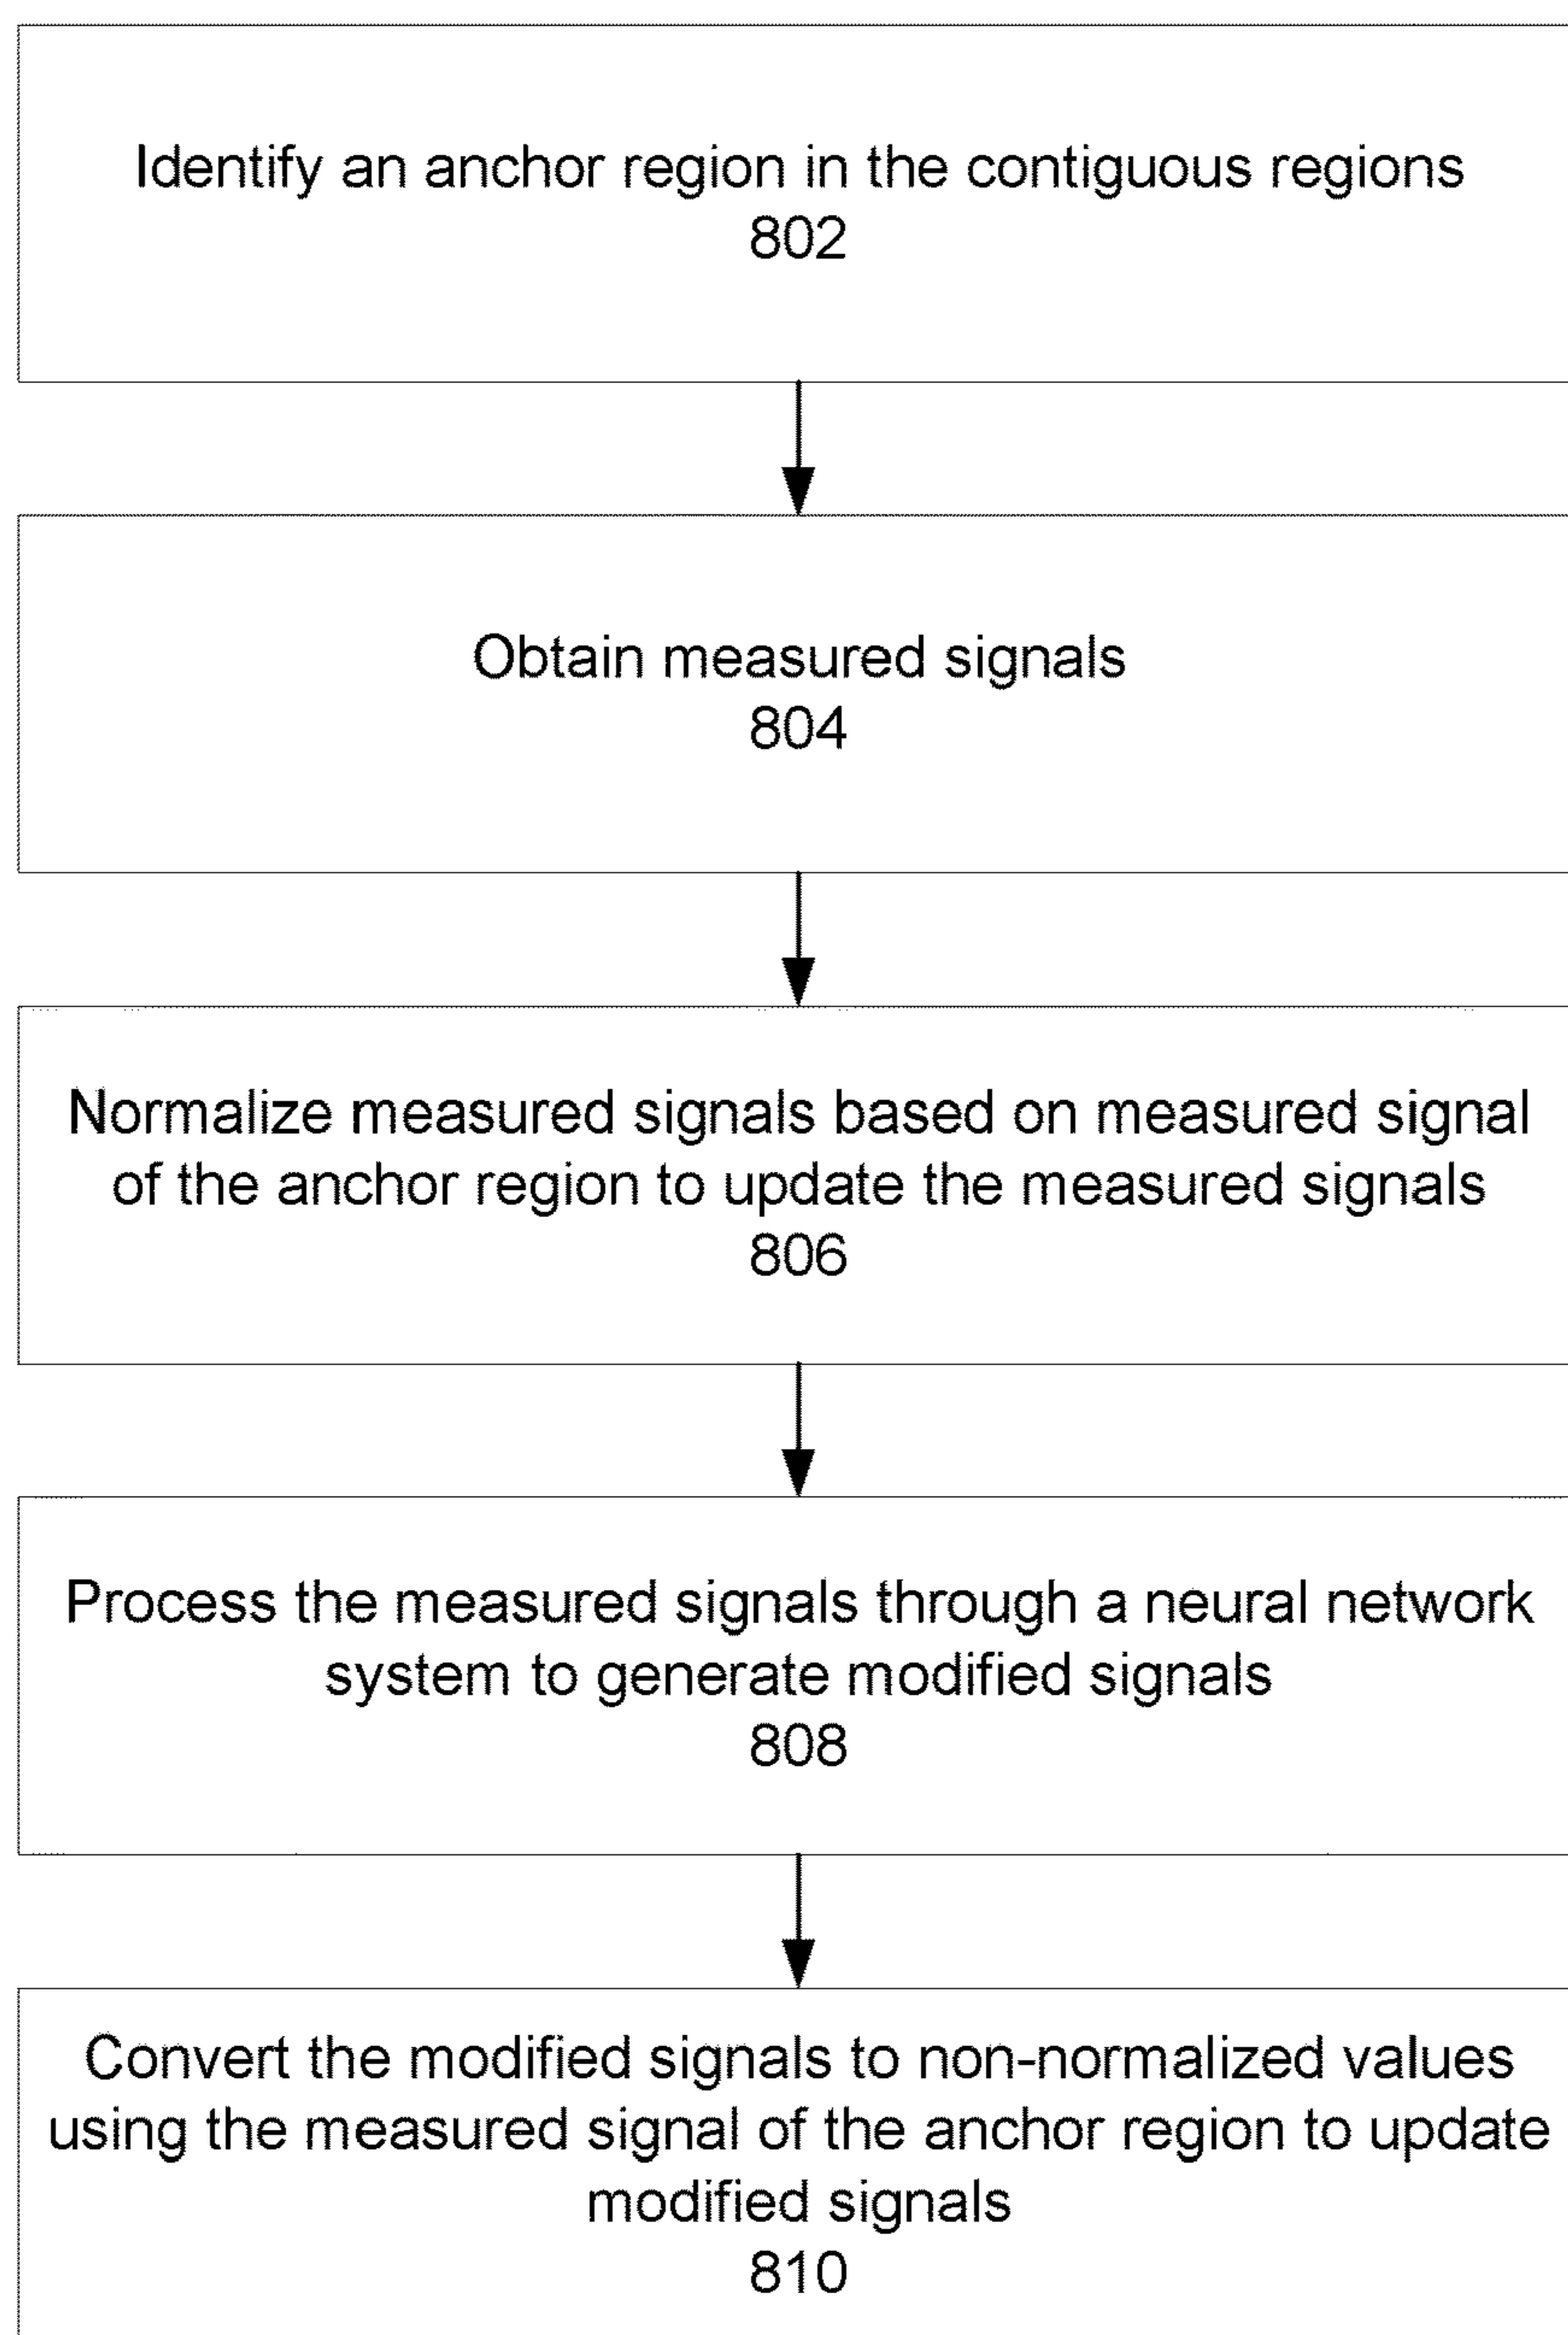 Identify an anchor region in the contiguous regions
802
Obtain measured signals
804
Normalize measured signals based on measured signal
of the anchor region to update the measured signals
806
Process the measured signals through a neural network
system to generate modified signals
808
Convert the modified signals to non-normalized values
using the measured signal of the anchor region to update
modified signals
810